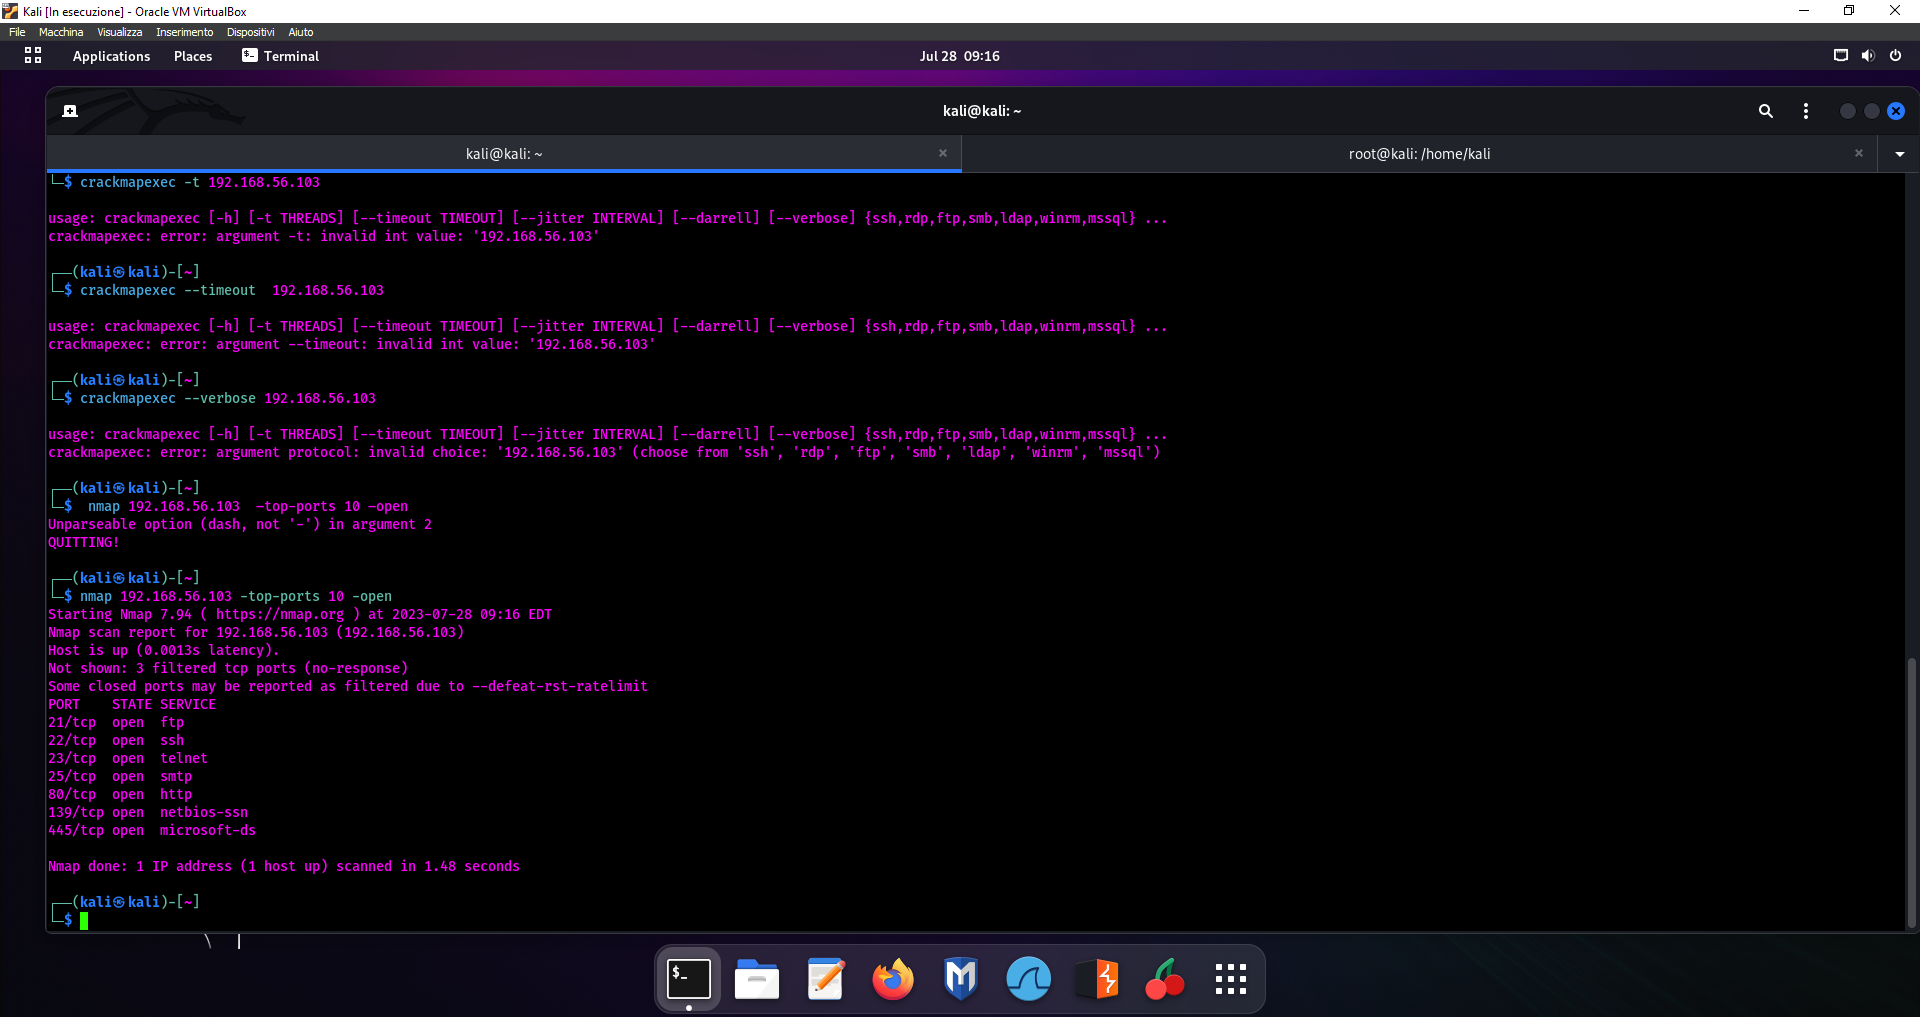 Kali [In esecuzione] - Oracle VM VirtualBox
File Macchina Visualizza Inserimento Dispositivi Aiuto
Applications Places Terminal Jul 28 09:16
kali@kali: ~
kali@kali: ~ root@kali: /home/kali
└─$ crackmapexec -t 192.168.56.103
usage: crackmapexec [-h] [-t THREADS] [--timeout TIMEOUT] [--jitter INTERVAL] [--darrell] [--verbose] {ssh,rdp,ftp,smb,ldap,winrm,mssql} ...
crackmapexec: error: argument -t: invalid int value: '192.168.56.103'
┌──(kali㉿kali)-[~]
└─$ crackmapexec --timeout  192.168.56.103
usage: crackmapexec [-h] [-t THREADS] [--timeout TIMEOUT] [--jitter INTERVAL] [--darrell] [--verbose] {ssh,rdp,ftp,smb,ldap,winrm,mssql} ...
crackmapexec: error: argument --timeout: invalid int value: '192.168.56.103'
┌──(kali㉿kali)-[~]
└─$ crackmapexec --verbose 192.168.56.103
usage: crackmapexec [-h] [-t THREADS] [--timeout TIMEOUT] [--jitter INTERVAL] [--darrell] [--verbose] {ssh,rdp,ftp,smb,ldap,winrm,mssql} ...
crackmapexec: error: argument protocol: invalid choice: '192.168.56.103' (choose from 'ssh', 'rdp', 'ftp', 'smb', 'ldap', 'winrm', 'mssql')
┌──(kali㉿kali)-[~]
└─$  nmap 192.168.56.103  –top-ports 10 –open
Unparseable option (dash, not '-') in argument 2
QUITTING!
┌──(kali㉿kali)-[~]
└─$ nmap 192.168.56.103 -top-ports 10 -open
Starting Nmap 7.94 ( https://nmap.org ) at 2023-07-28 09:16 EDT
Nmap scan report for 192.168.56.103 (192.168.56.103)
Host is up (0.0013s latency).
Not shown: 3 filtered tcp ports (no-response)
Some closed ports may be reported as filtered due to --defeat-rst-ratelimit
PORT    STATE SERVICE
21/tcp  open  ftp
22/tcp  open  ssh
23/tcp  open  telnet
25/tcp  open  smtp
80/tcp  open  http
139/tcp open  netbios-ssn
445/tcp open  microsoft-ds
Nmap done: 1 IP address (1 host up) scanned in 1.48 seconds
┌──(kali㉿kali)-[~]
└─$